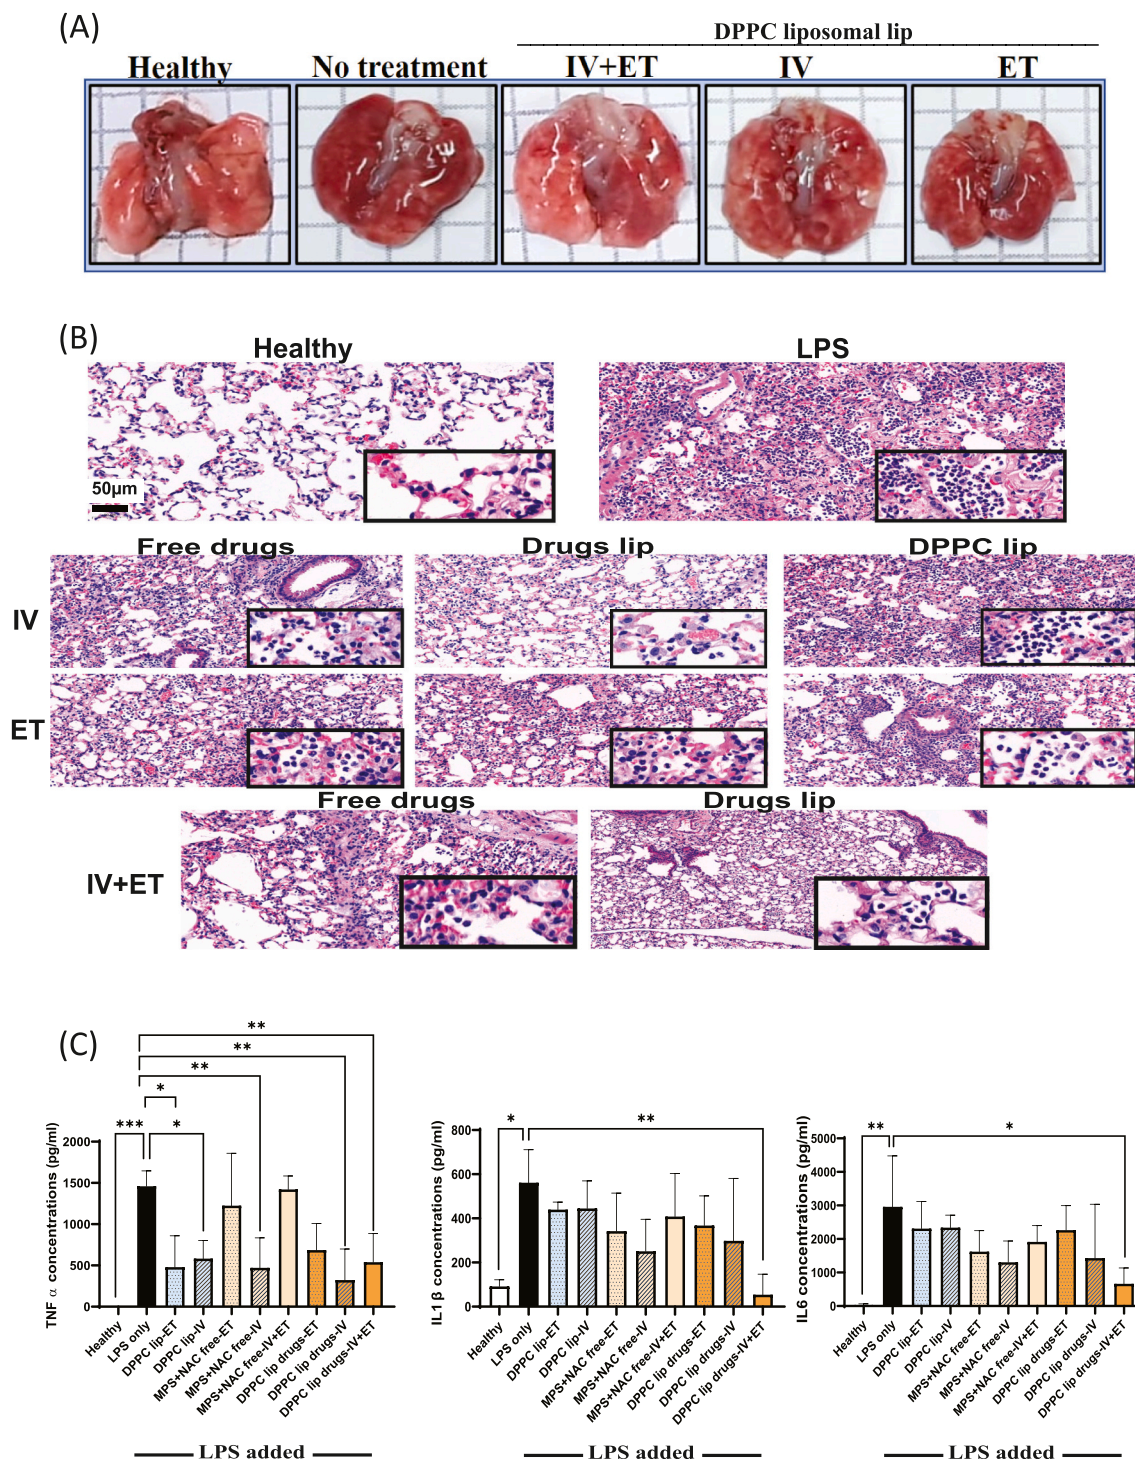 (A)
DPPC liposomal lip
Healthy No treatment IV+ET IV ET
(B)
Healthy LPS
50µm
Free drugs Drugs lip DPPC lip
IV
ET
Free drugs Drugs lip
IV+ET
(C)
TNF α concentrations (pg/ml)
2000
1500
1000
500
0
*** * * ** ** **
Healthy
LPS only
DPPC lip-ET
DPPC lip-IV
MPS+NAC free-ET
MPS+NAC free-IV
MPS+NAC free-IV+ET
DPPC lip drugs-ET
DPPC lip drugs-IV
DPPC lip drugs-IV+ET
LPS added
IL1 β concentrations (pg/ml)
800
600
400
200
0
* **
Healthy
LPS only
DPPC lip-ET
DPPC lip-IV
MPS+NAC free-ET
MPS+NAC free-IV
MPS+NAC free-IV+ET
DPPC lip drugs-ET
DPPC lip drugs-IV
DPPC lip drugs-IV+ET
LPS added
IL6 concentrations (pg/ml)
5000
4000
3000
2000
1000
0
** *
Healthy
LPS only
DPPC lip-ET
DPPC lip-IV
MPS+NAC free-ET
MPS+NAC free-IV
MPS+NAC free-IV+ET
DPPC lip drugs-ET
DPPC lip drugs-IV
DPPC lip drugs-IV+ET
LPS added